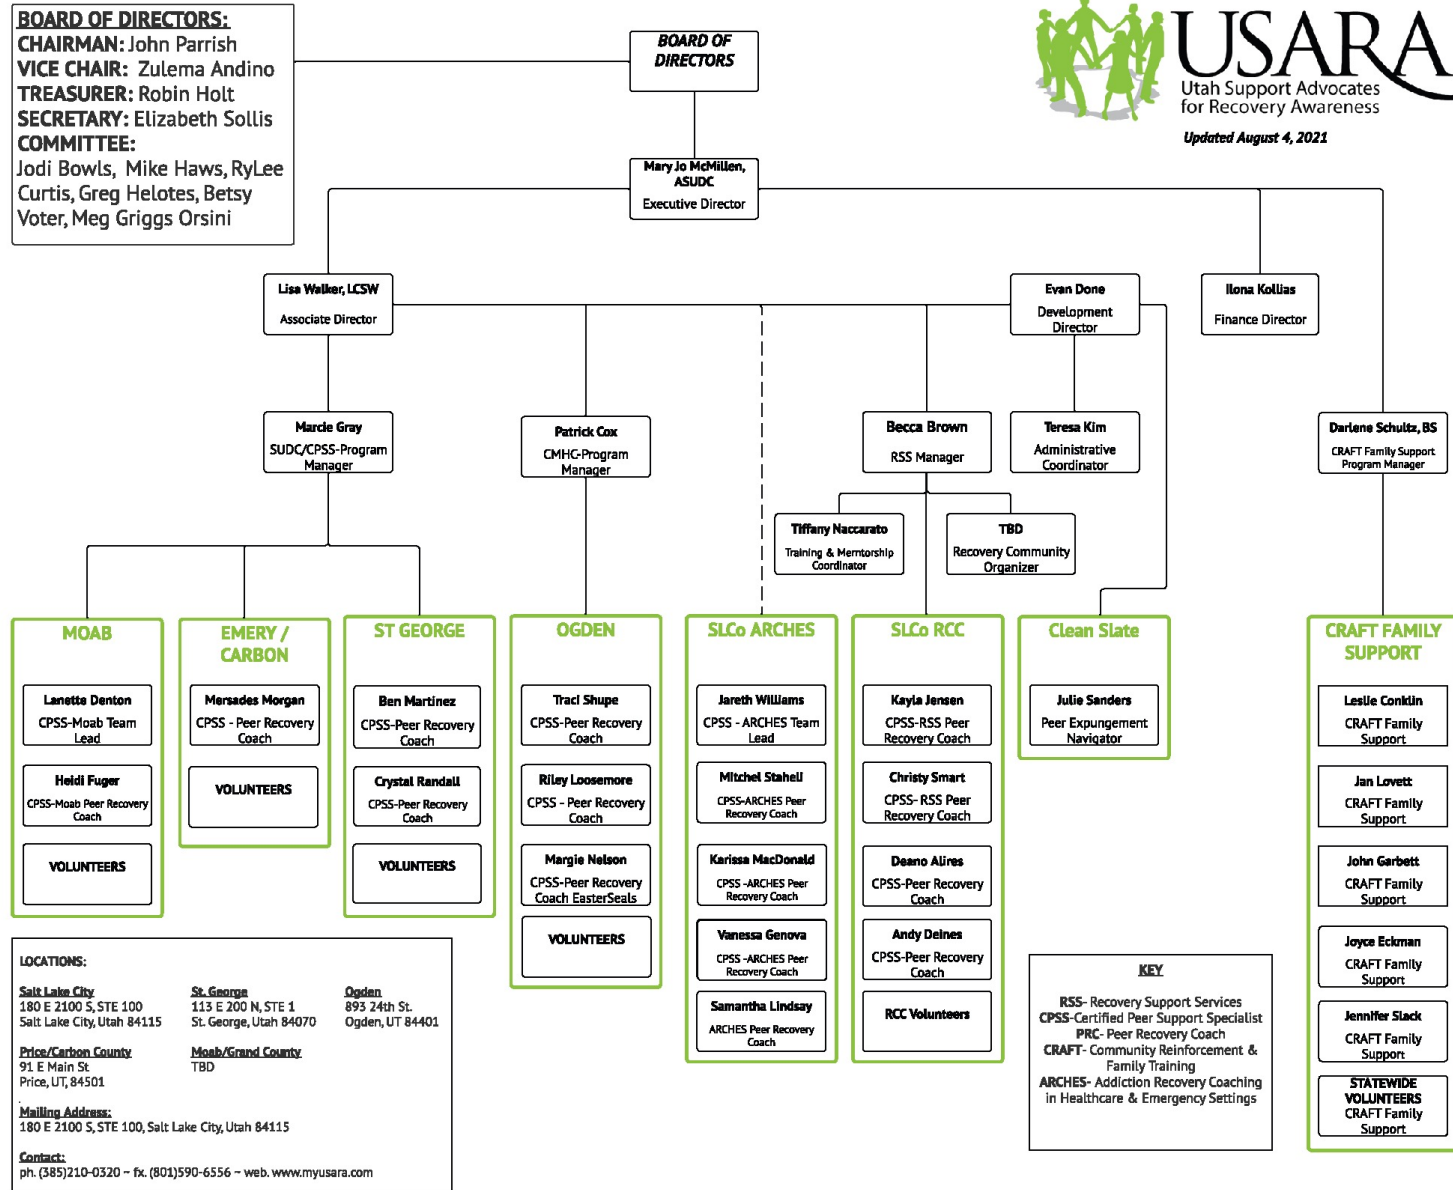 BOARD OF DIRECTORS:
CHAIRMAN: John Parrish
VICE CHAIR: Zulema Andino
TREASURER: Robin Holt
SECRETARY: Elizabeth Sollis
COMMITTEE:
Jodi Bowls, Mike Haws, RyLee
Curtis, Greg Helotes, Betsy
Voter, Meg Griggs Orsini
BOARD OF
DIRECTORS
USARA
Utah Support Advocates
for Recovery Awareness
Updated August 4, 2021
Mary Jo McMillen,
ASUDC
Executive Director
Lisa Walker, LCSW
Associate Director
Evan Done
Development
Director
Ilona Kollias
Finance Director
Marcie Gray
SUDC/CPSS-Program
Manager
Patrick Cox
CMHC-Program
Manager
Becca Brown
RSS Manager
Teresa Kim
Administrative
Coordinator
Darlene Schultz, BS
CRAFT Family Support
Program Manager
Tiffany Naccarato
Training & Merntorship
Coordinator
TBD
Recovery Community
Organizer
MOAB
Lanette Denton
CPSS-Moab Team
Lead
Heidi Fuger
CPSS-Moab Peer Recovery
Coach
VOLUNTEERS
EMERY /
CARBON
Mersades Morgan
CPSS - Peer Recovery
Coach
VOLUNTEERS
ST GEORGE
Ben Martinez
CPSS-Peer Recovery
Coach
Crystal Randall
CPSS-Peer Recovery
Coach
VOLUNTEERS
OGDEN
Traci Shupe
CPSS-Peer Recovery
Coach
Riley Loosemore
CPSS - Peer Recovery
Coach
Margie Nelson
CPSS-Peer Recovery
Coach EasterSeals
VOLUNTEERS
SLCo ARCHES
Jareth Williams
CPSS - ARCHES Team
Lead
Mitchel Staheli
CPSS-ARCHES Peer
Recovery Coach
Karissa MacDonald
CPSS -ARCHES Peer
Recovery Coach
Vanessa Genova
CPSS -ARCHES Peer
Recovery Coach
Samantha Lindsay
ARCHES Peer Recovery
Coach
SLCo RCC
Kayla Jensen
CPSS-RSS Peer
Recovery Coach
Christy Smart
CPSS- RSS Peer
Recovery Coach
Deano Alires
CPSS-Peer Recovery
Coach
Andy Deines
CPSS-Peer Recovery
Coach
RCC Volunteers
Clean Slate
Julie Sanders
Peer Expungement
Navigator
CRAFT FAMILY
SUPPORT
Leslie Conklin
CRAFT Family
Support
Jan Lovett
CRAFT Family
Support
John Garbett
CRAFT Family
Support
Joyce Eckman
CRAFT Family
Support
Jennifer Slack
CRAFT Family
Support
STATEWIDE
VOLUNTEERS
CRAFT Family
Support
LOCATIONS:
Salt Lake City
180 E 2100 S, STE 100
Salt Lake City, Utah 84115
St. George
113 E 200 N, STE 1
St. George, Utah 84070
Ogden
893 24th St.
Ogden, UT 84401
Price/Carbon County
91 E Main St
Price, UT, 84501
.
Moab/Grand County
TBD
Mailing Address:
180 E 2100 S, STE 100, Salt Lake City, Utah 84115
Contact:
ph. (385)210-0320 ~ fx. (801)590-6556 ~ web. www.myusara.com
KEY
RSS- Recovery Support Services
CPSS-Certified Peer Support Specialist
PRC- Peer Recovery Coach
CRAFT- Community Reinforcement &
Family Training
ARCHES- Addiction Recovery Coaching
in Healthcare & Emergency Settings